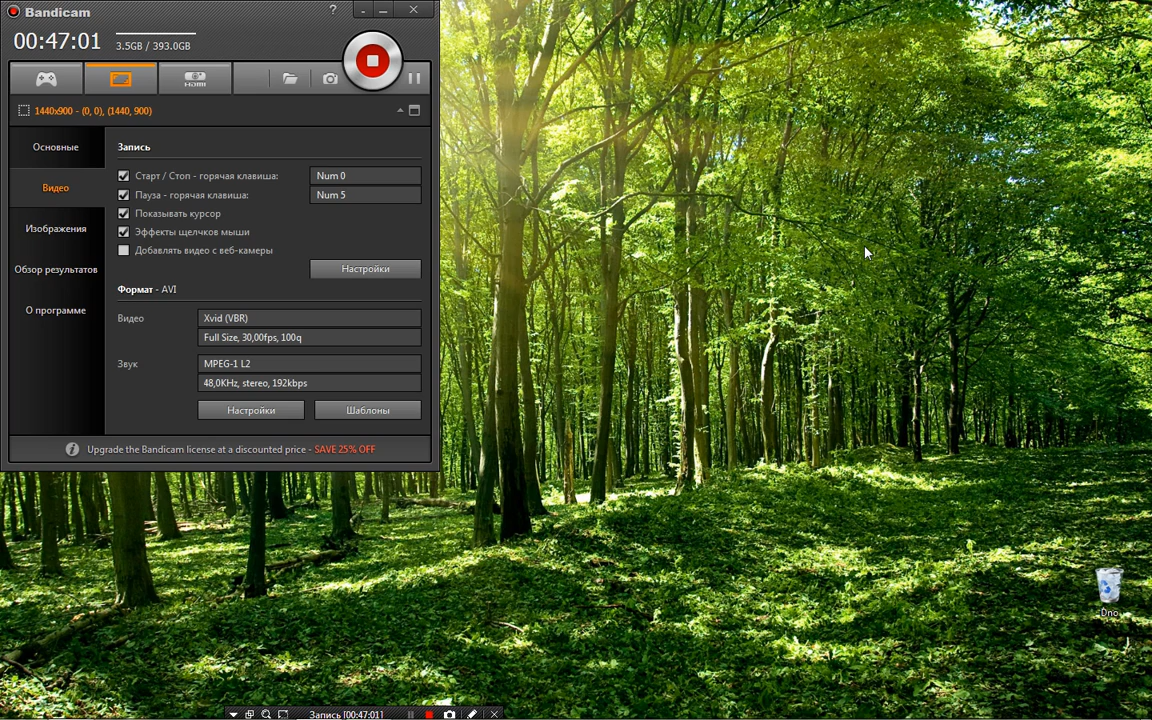 Bandicam
?
00:47:01
3.5GB / 393.0GB
HDMI
1440x900 - (0, 0), (1440, 900)
Основные
Видео
Изображения
Обзор результатов
О программе
Запись
Старт / Стоп - горячая клавиша:
Num 0
Пауза - горячая клавиша:
Num 5
Показывать курсор
Эффекты щелчков мыши
Добавлять видео с веб-камеры
Настройки
Формат - AVI
Видео
Xvid (VBR)
Full Size, 30,00fps, 100q
Звук
MPEG-1 L2
48,0KHz, stereo, 192kbps
Настройки
Шаблоны
Upgrade the Bandicam license at a discounted price - SAVE 25% OFF
Dno
Запись [00:47:01]